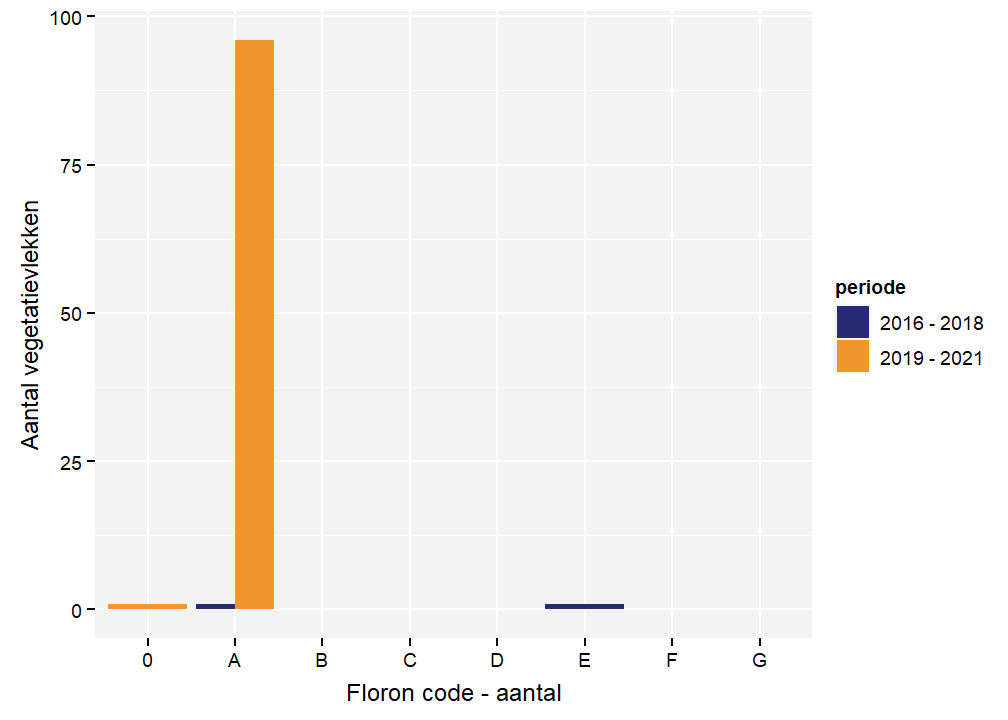 100
75
50
25
0
Aantal vegetatievlekken
0 A B C D E F G
Floron code - aantal
periode
2016 - 2018
2019 - 2021